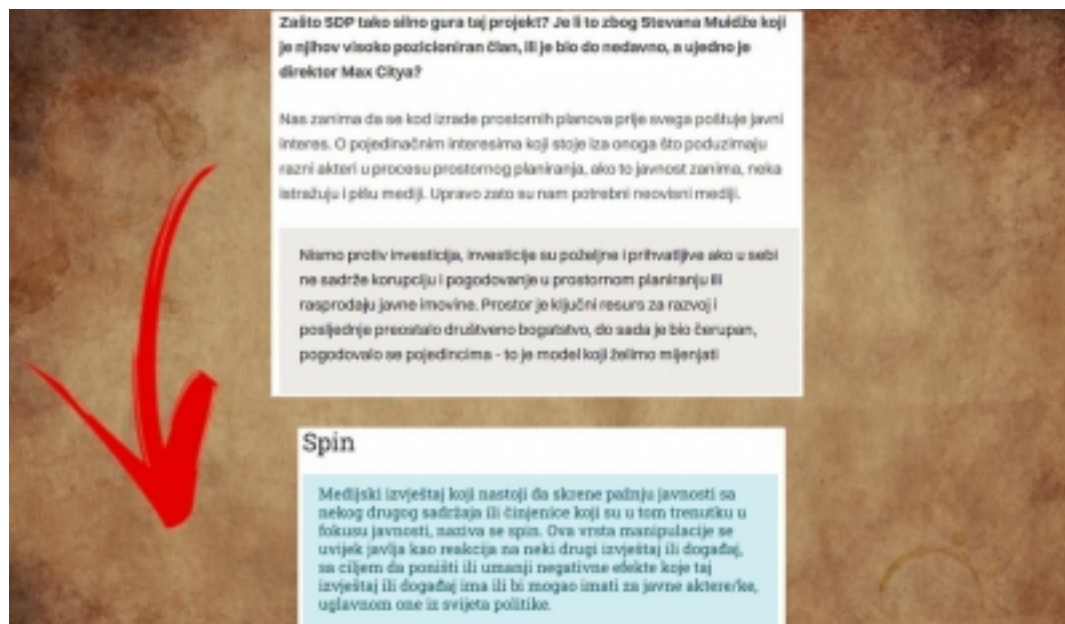 Zašto SDP tako silno gura taj projekt? Je li to zbog Stevana Muidže koji
je njihov visoko pozicioniran član, ili je bio do nedavno, a ujedno je
direktor Max Citya?
Nas zanima da se kod izrade prostornih planova prije svega poštuje javni
interes. O pojedinačnim interesima koji stoje iza onoga što poduzimaju
razni akteri u procesu prostornog planiranja, ako to javnost zanima, neka
istražuju i pišu mediji. Upravo zato su nam potrebni neovisni mediji.
Nismo protiv investicija, investicije su poželjne i prihvatljive ako u sebi
ne sadrže korupciju i pogodovanje u prostornom planiranju ili
rasprodaju javne imovine. Prostor je ključni resurs za razvoj i
posljednje preostalo društveno bogatstvo, do sada je bio čerupan,
pogodovalo se pojedincima - to je model koji želimo mijenjati
Spin
Medijski izvještaj koji nastoji da skrene pažnju javnosti sa
nekog drugog sadržaja ili činjenice koji su u tom trenutku u
fokusu javnosti, naziva se spin. Ova vrsta manipulacije se
uvijek javlja kao reakcija na neki drugi izvještaj ili događaj,
sa ciljem da poništi ili umanji negativne efekte koje taj
izvještaj ili događaj ima ili bi mogao imati za javne aktere/ke,
uglavnom one iz svijeta politike.